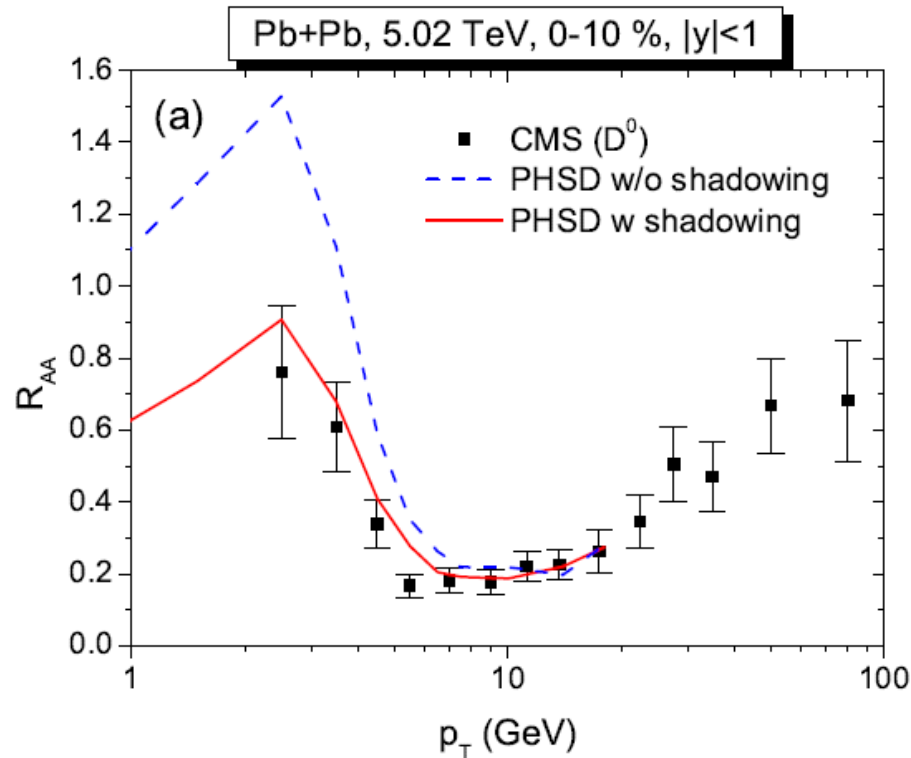 Pb+Pb, 5.02 TeV, 0-10 %, |y|<1
(a)
CMS (D⁰)
PHSD w/o shadowing
PHSD w shadowing
1.6
1.4
1.2
1.0
0.8
0.6
0.4
0.2
0.0
R_AA
1
10
100
p_T (GeV)